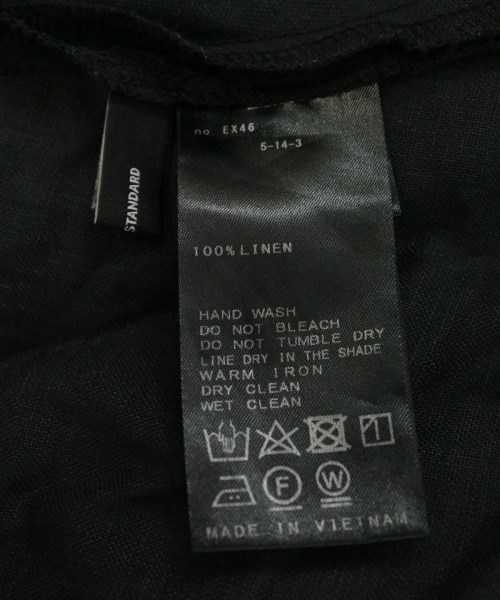 no EX46
5-14-3
STANDARD
100% LINEN
HAND WASH
DO NOT BLEACH
DO NOT TUMBLE DRY
LINE DRY IN THE SHADE
WARM IRON
DRY CLEAN
WET CLEAN
F W
MADE IN VIETNAM